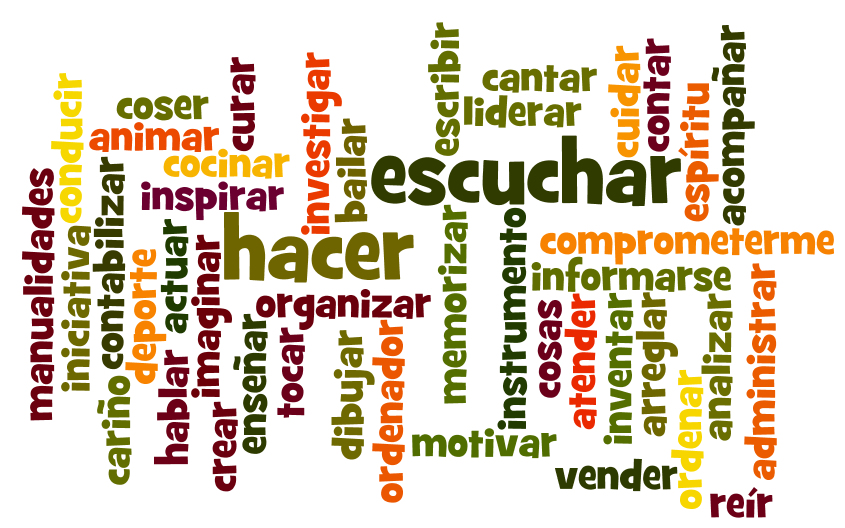 escribir
cantar
liderar
cuidar
contar
acompañar
espíritu
investigar
curar
conducir
coser
animar
cocinar
inspirar
bailar
escuchar
manualidades
iniciativa
contabilizar
deporte
actuar
imaginar
hacer
organizar
memorizar
instrumento
comprometerme
informarse
cosas
atender
inventar
arreglar
analizar
administrar
cariño
hablar
crear
enseñar
tocar
dibujar
ordenador
motivar
vender
ordenar
reír